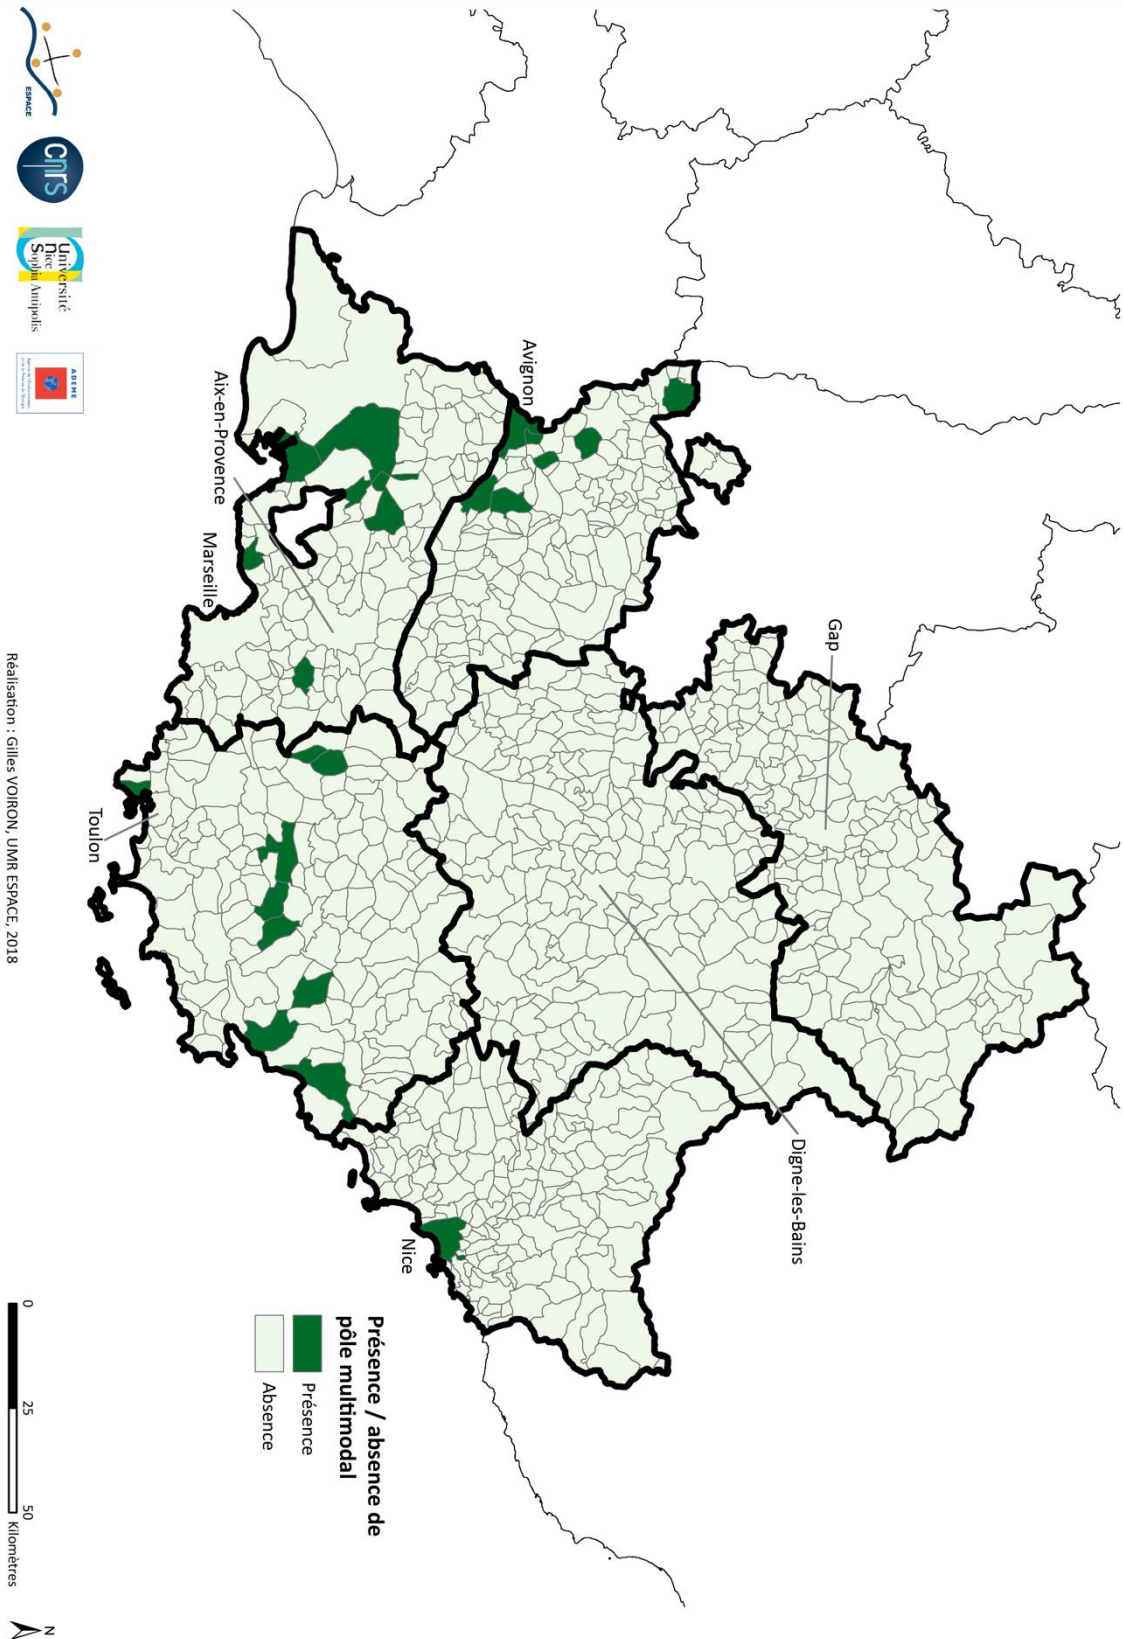 Gap
Avignon
Digne-les-Bains
Aix-en-Provence
Marseille
Nice
Toulon
Présence / absence de
pôle multimodal
Présence
Absence
0 25 50
Kilomètres
N
ESPACE
cnrs
Université
Nice
Sophia Antipolis
ADEME
Réalisation : Gilles VOIRON, UMR ESPACE, 2018